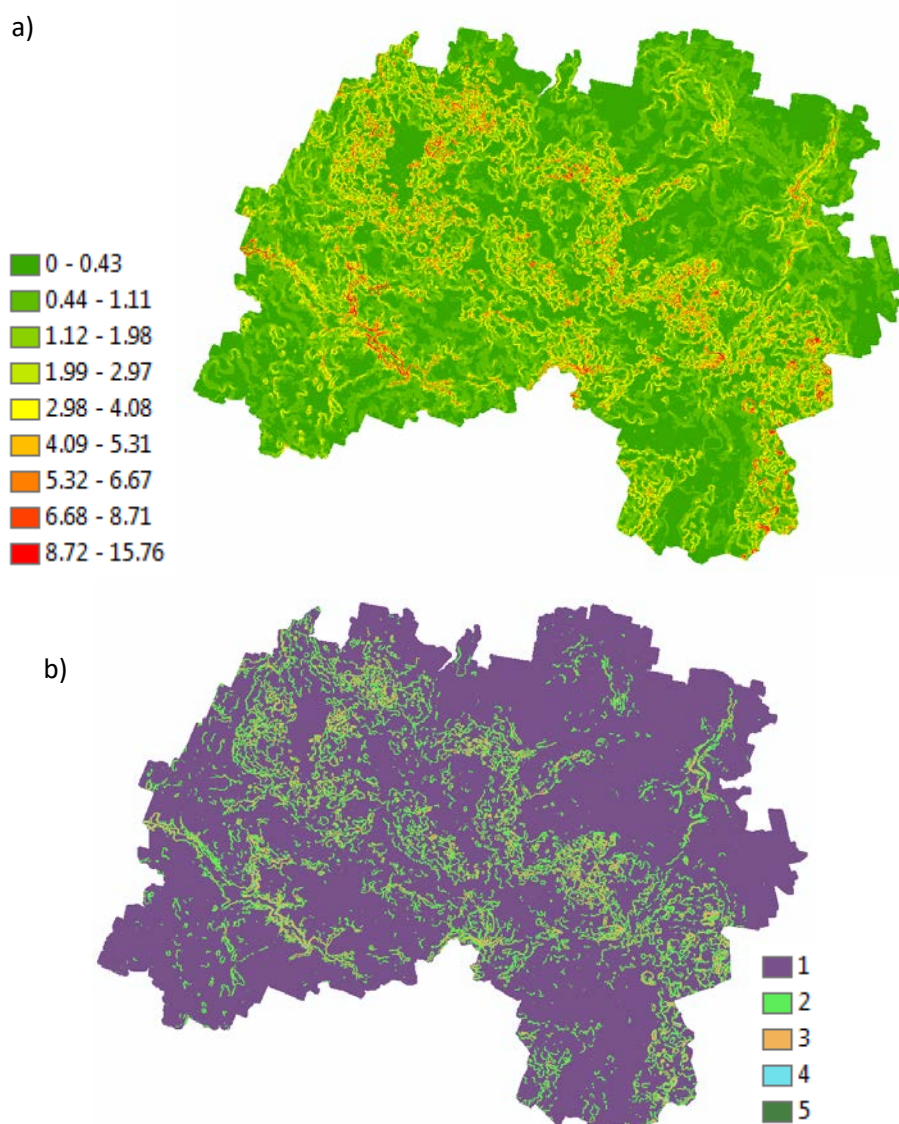 a)
0 - 0.43
0.44 - 1.11
1.12 - 1.98
1.99 - 2.97
2.98 - 4.08
4.09 - 5.31
5.32 - 6.67
6.68 - 8.71
8.72 - 15.76
b)
1
2
3
4
5